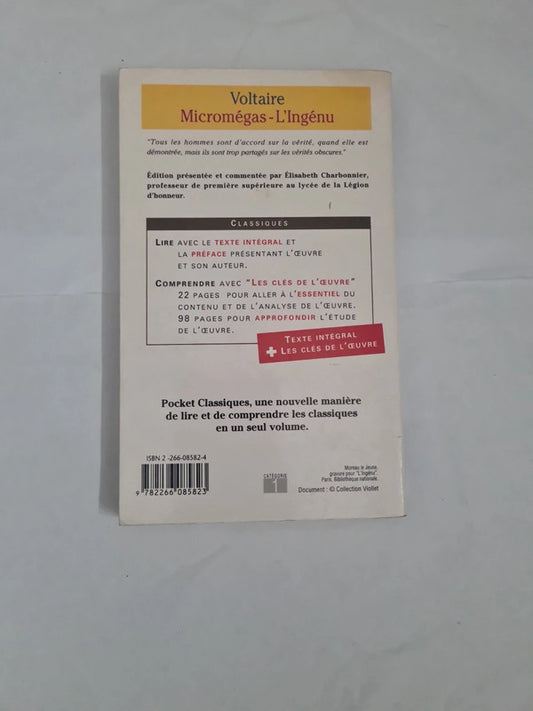 Voltaire
Micromégas - L'Ingénu
"Tous les hommes sont d'accord sur la vérité, quand elle est
démontrée, mais ils sont trop partagés sur les vérités obscures."
Édition présentée et commentée par Élisabeth Charbonnier,
professeur de première supérieure au lycée de la Légion
d'honneur.
CLASSIQUES
LIRE AVEC LE TEXTE INTÉGRAL ET
LA PRÉFACE PRÉSENTANT L'ŒUVRE
ET SON AUTEUR.
COMPRENDRE AVEC "LES CLÉS DE L'ŒUVRE"
22 PAGES POUR ALLER À L'ESSENTIEL DU
CONTENU ET DE L'ANALYSE DE L'ŒUVRE.
98 PAGES POUR APPROFONDIR L'ÉTUDE
DE L'ŒUVRE.
TEXTE INTÉGRAL
+ LES CLÉS DE L'ŒUVRE
Pocket Classiques, une nouvelle manière
de lire et de comprendre les classiques
en un seul volume.
ISBN 2 -266-08582-4
9 782266 085823
CATÉGORIE
1
Moreau le Jeune,
gravure pour "L'Ingénu".
Paris, Bibliothèque nationale.
Document : © Collection Viollet